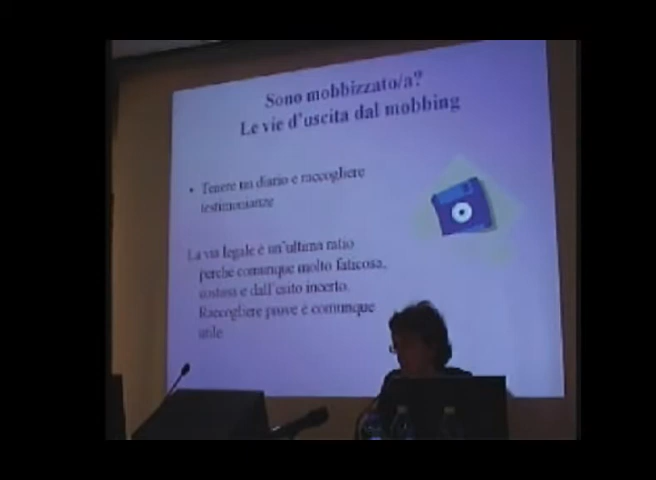 Sono mobbizzato/a?
Le vie d'uscita dal mobbing
• Tenere un diario e raccogliere
testimonianze
La via legale è un'ultima ratio
perché comunque molto faticosa,
costosa e dall'esito incerto.
Raccogliere prove è comunque
utile